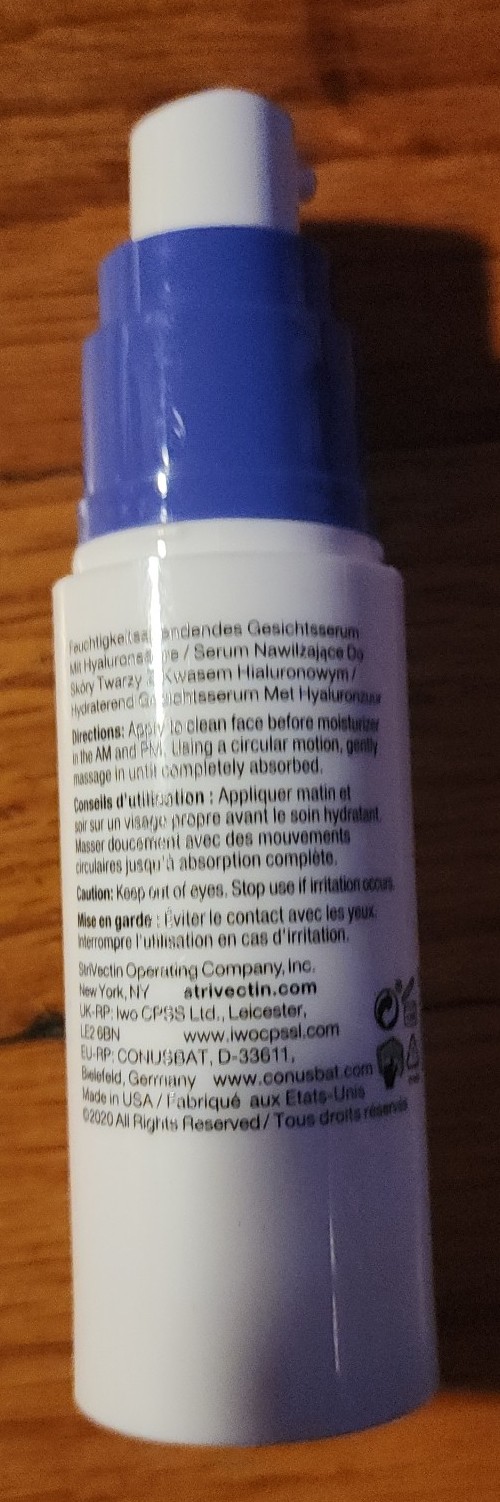 Feuchtigkeitsspendendes Gesichtsserum
Mit Hyaluronsäure / Serum Nawilżające Do
Skóry Twarzy Z Kwasem Hialuronowym /
Hydraterend Gezichtsserum Met Hyaluronzuur
Directions: Apply to clean face before moisturizer
in the AM and PM. Using a circular motion, gently
massage in until completely absorbed.
Conseils d'utilisation : Appliquer matin et
soir sur un visage propre avant le soin hydratant.
Masser doucement avec des mouvements
circulaires jusqu'à absorption complète.
Caution: Keep out of eyes. Stop use if irritation occurs.
Mise en garde : Éviter le contact avec les yeux.
Interrompre l'utilisation en cas d'irritation.
StriVectin Operating Company, Inc.
New York, NY strivectin.com
UK-RP: Iwo CPSS Ltd., Leicester,
LE2 6BN www.iwocpssl.com
EU-RP: CONUSBAT, D-33611,
Bielefeld, Germany www.conusbat.com
Made in USA / Fabriqué aux Etats-Unis
©2020 All Rights Reserved / Tous droits réservés